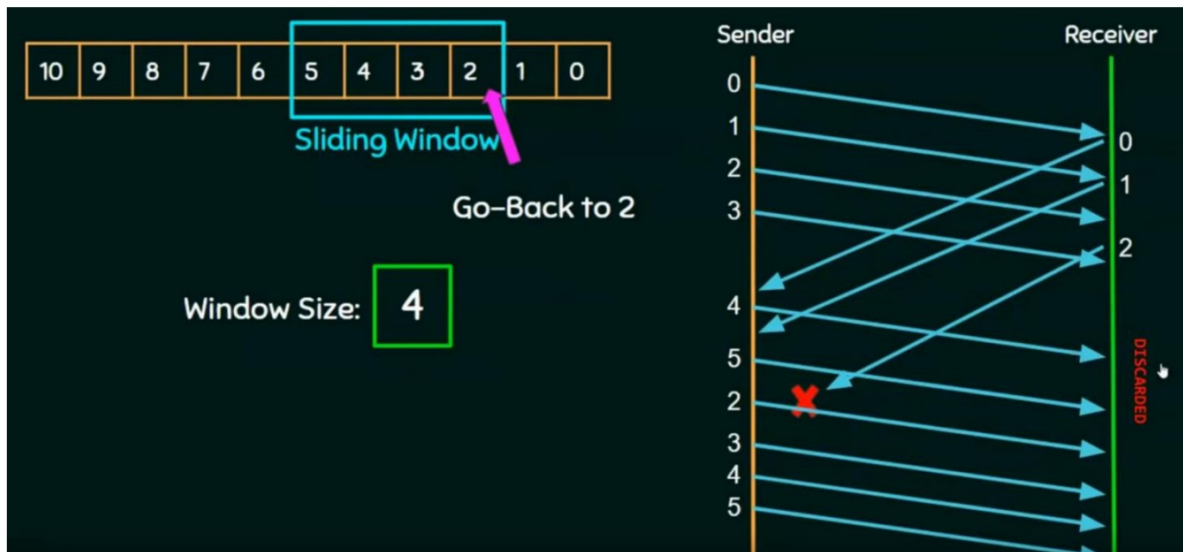 10 9 8 7 6 5 4 3 2 1 0
Sliding Window
Go-Back to 2
Window Size: 4
Sender Receiver
0
1
2
3
4
5
2
3
4
5
0
1
2
DISCARDED